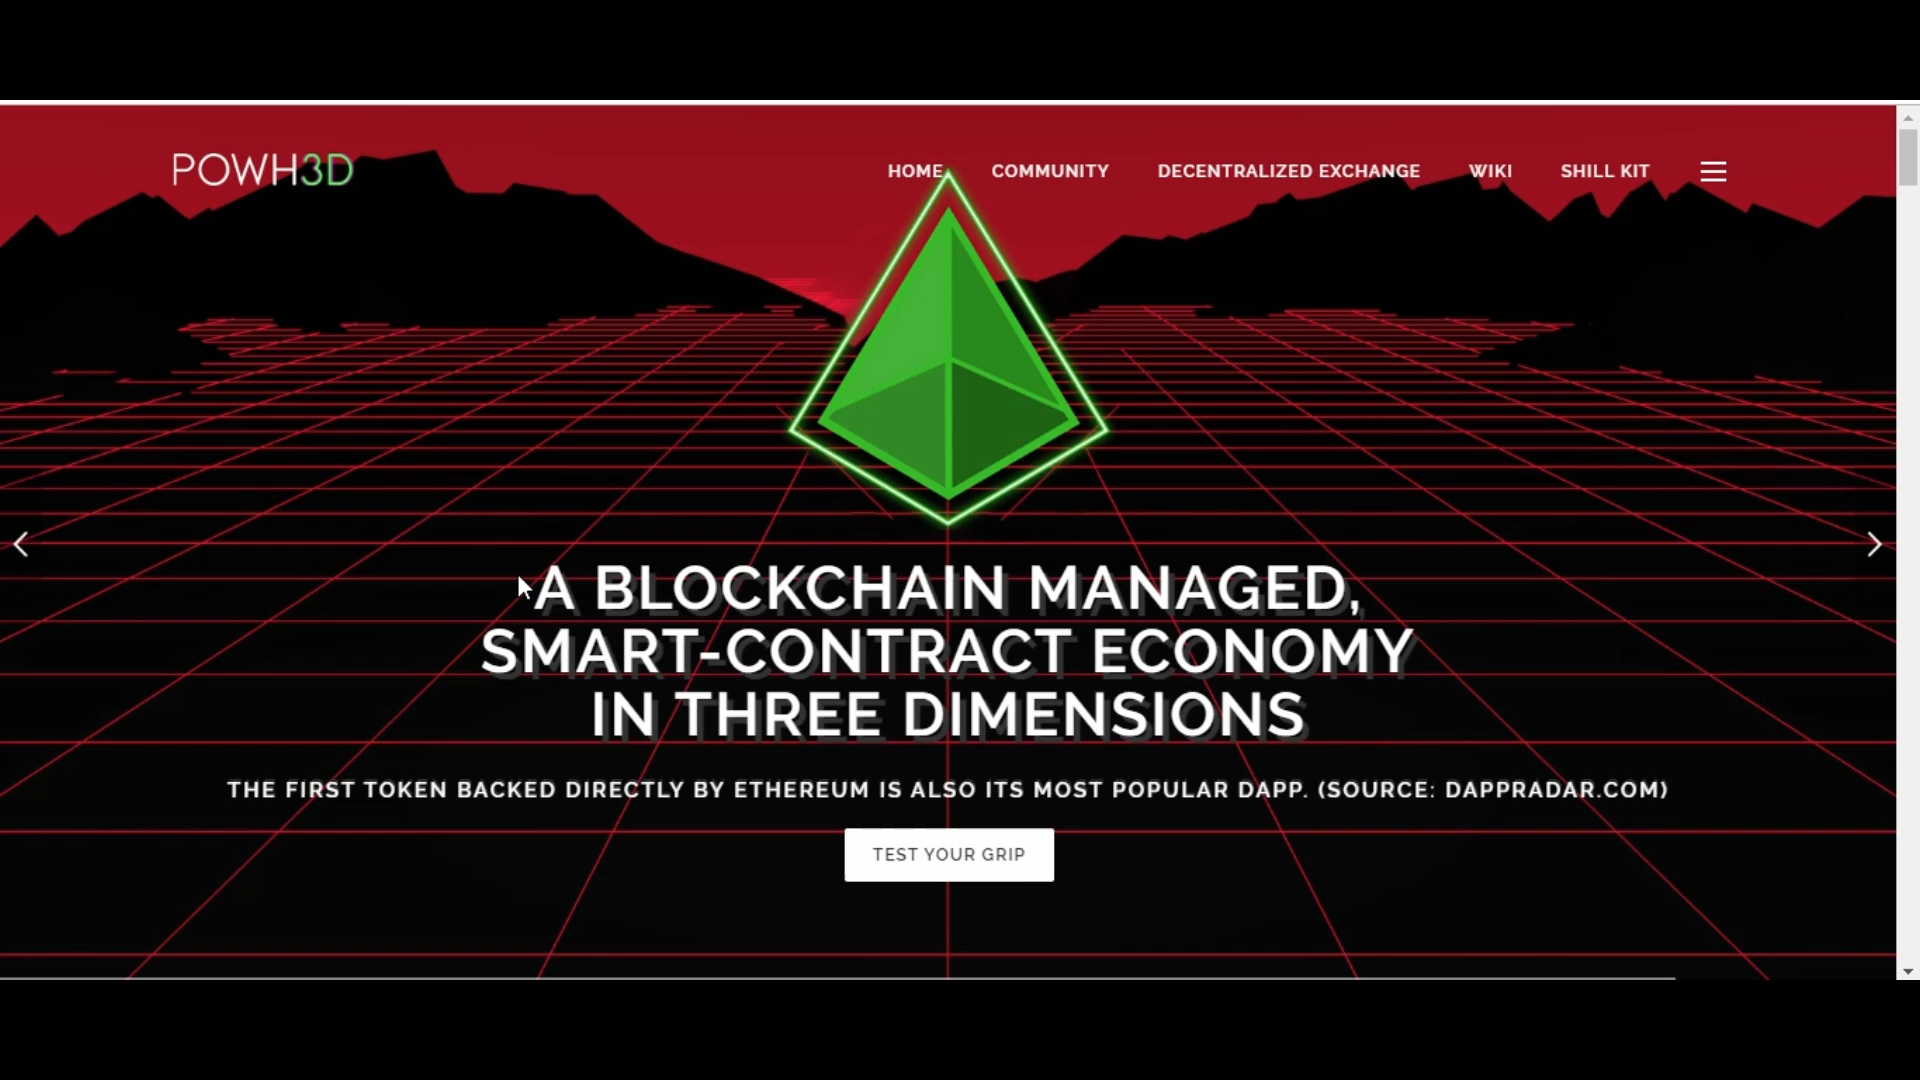 POWH3D
HOME COMMUNITY DECENTRALIZED EXCHANGE WIKI SHILL KIT
A BLOCKCHAIN MANAGED,
SMART-CONTRACT ECONOMY
IN THREE DIMENSIONS
THE FIRST TOKEN BACKED DIRECTLY BY ETHEREUM IS ALSO ITS MOST POPULAR DAPP. (SOURCE: DAPPRADAR.COM)
TEST YOUR GRIP